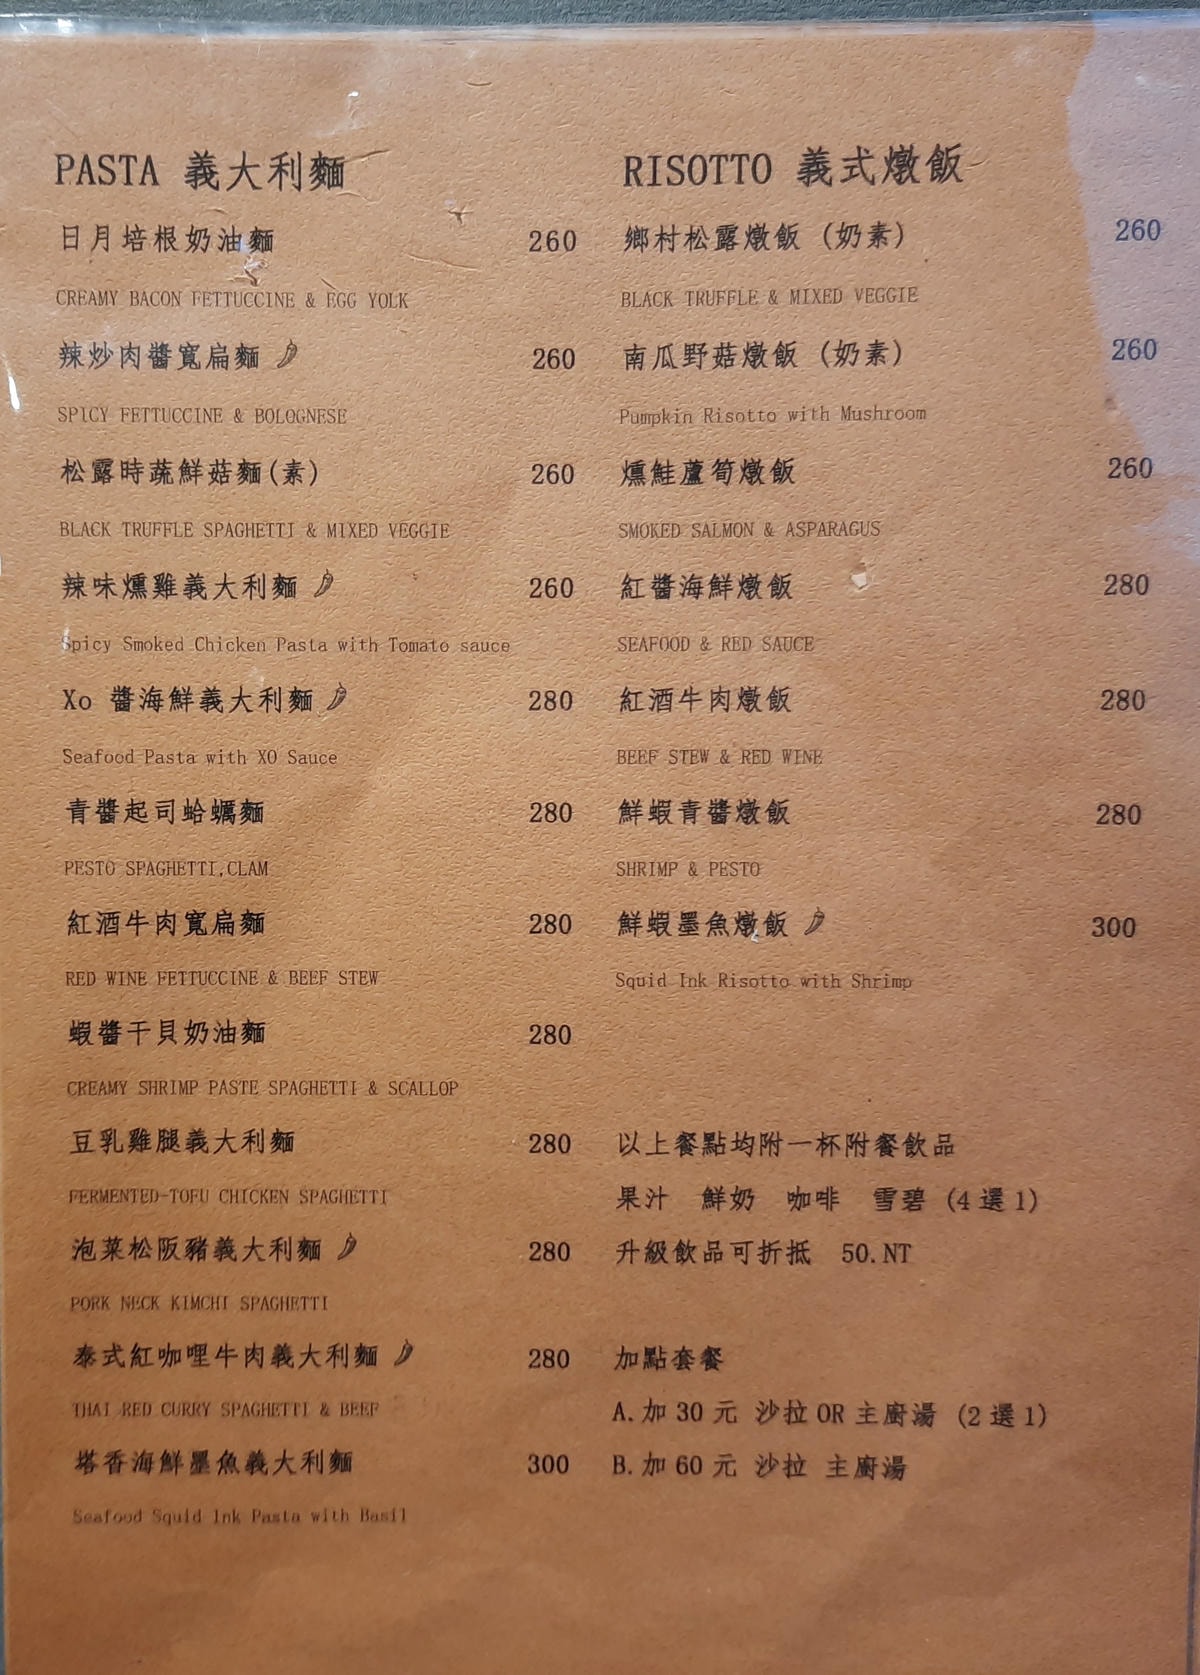 PASTA 義大利麵
日月培根奶油麵 260
CREAMY BACON FETTUCCINE & EGG YOLK
辣炒肉醬寬扁麵 260
SPICY FETTUCCINE & BOLOGNESE
松露時蔬鮮菇麵(素) 260
BLACK TRUFFLE SPAGHETTI & MIXED VEGGIE
辣味燻雞義大利麵 260
Spicy Smoked Chicken Pasta with Tomato sauce
Xo 醬海鮮義大利麵 280
Seafood Pasta with XO Sauce
青醬起司蛤蠣麵 280
PESTO SPAGHETTI,CLAM
紅酒牛肉寬扁麵 280
RED WINE FETTUCCINE & BEEF STEW
蝦醬干貝奶油麵 280
CREAMY SHRIMP PASTE SPAGHETTI & SCALLOP
豆乳雞腿義大利麵 280
FERMENTED-TOFU CHICKEN SPAGHETTI
泡菜松阪豬義大利麵 280
PORK NECK KIMCHI SPAGHETTI
泰式紅咖哩牛肉義大利麵 280
THAI RED CURRY SPAGHETTI & BEEF
塔香海鮮墨魚義大利麵 300
Seafood Squid Ink Pasta with Basil
RISOTTO 義式燉飯
鄉村松露燉飯 (奶素) 260
BLACK TRUFFLE & MIXED VEGGIE
南瓜野菇燉飯 (奶素) 260
Pumpkin Risotto with Mushroom
燻鮭蘆筍燉飯 260
SMOKED SALMON & ASPARAGUS
紅醬海鮮燉飯 280
SEAFOOD & RED SAUCE
紅酒牛肉燉飯 280
BEEF STEW & RED WINE
鮮蝦青醬燉飯 280
SHRIMP & PESTO
鮮蝦墨魚燉飯 300
Squid Ink Risotto with Shrimp
以上餐點均附一杯附餐飲品
果汁 鮮奶 咖啡 雪碧 (4 選 1)
升級飲品可折抵 50.NT
加點套餐
A.加 30 元 沙拉 OR 主廚湯 (2 選 1)
B.加 60 元 沙拉 主廚湯